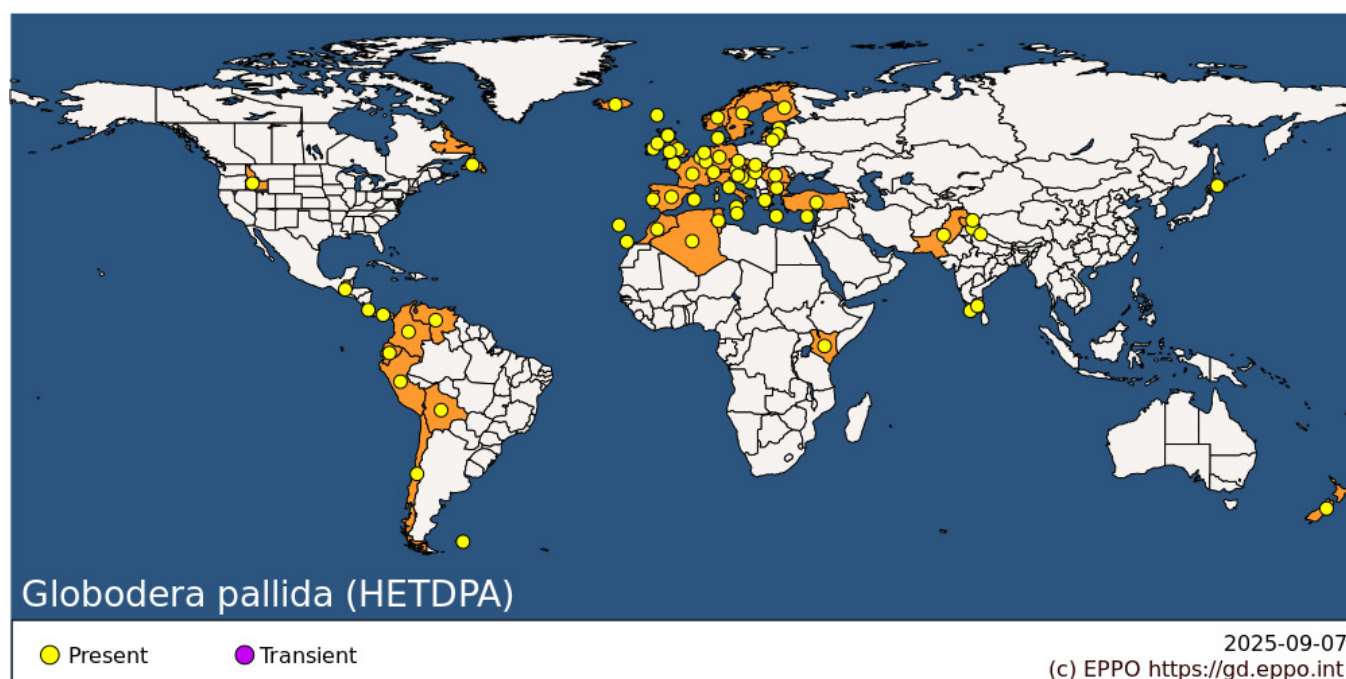 Globodera pallida (HETDPA)
Present
Transient
2025-09-07
(c) EPPO https://gd.eppo.int